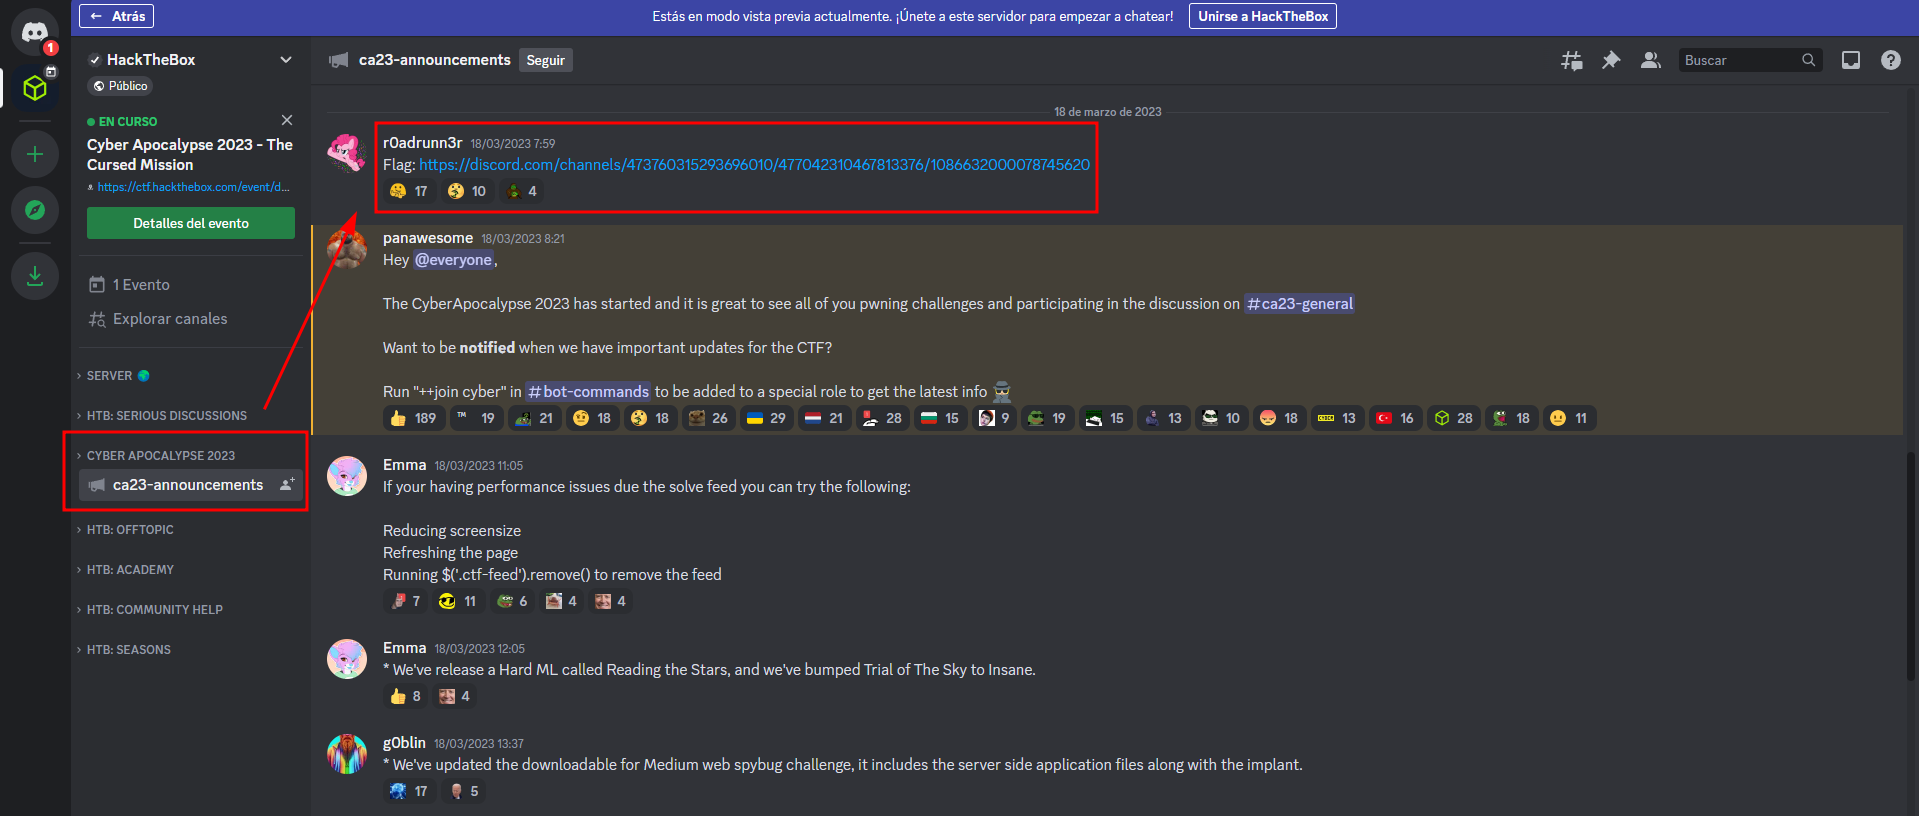 ← Atrás
Estás en modo vista previa actualmente. ¡Únete a este servidor para empezar a chatear!
Unirse a HackTheBox
1
HackTheBox
Público
EN CURSO
Cyber Apocalypse 2023 - The
Cursed Mission
https://ctf.hackthebox.com/event/d...
Detalles del evento
1 Evento
Explorar canales
SERVER
HTB: SERIOUS DISCUSSIONS
CYBER APOCALYPSE 2023
ca23-announcements
HTB: OFFTOPIC
HTB: ACADEMY
HTB: COMMUNITY HELP
HTB: SEASONS
ca23-announcements
Seguir
Buscar
18 de marzo de 2023
r0adrunn3r 18/03/2023 7:59
Flag: https://discord.com/channels/473760315293696010/477042310467813376/1086632000078745620
17 10 4
panawesome 18/03/2023 8:21
Hey @everyone,
The CyberApocalypse 2023 has started and it is great to see all of you pwning challenges and participating in the discussion on #ca23-general
Want to be notified when we have important updates for the CTF?
Run "++join cyber" in #bot-commands to be added to a special role to get the latest info
189 ™ 19 21 18 18 26 29 21 28 15 9 19 15 13 10 18 13 16 28 18 11
Emma 18/03/2023 11:05
If your having performance issues due the solve feed you can try the following:
Reducing screensize
Refreshing the page
Running $('.ctf-feed').remove() to remove the feed
7 11 6 4 4
Emma 18/03/2023 12:05
* We've release a Hard ML called Reading the Stars, and we've bumped Trial of The Sky to Insane.
8 4
g0blin 18/03/2023 13:37
* We've updated the downloadable for Medium web spybug challenge, it includes the server side application files along with the implant.
17 5